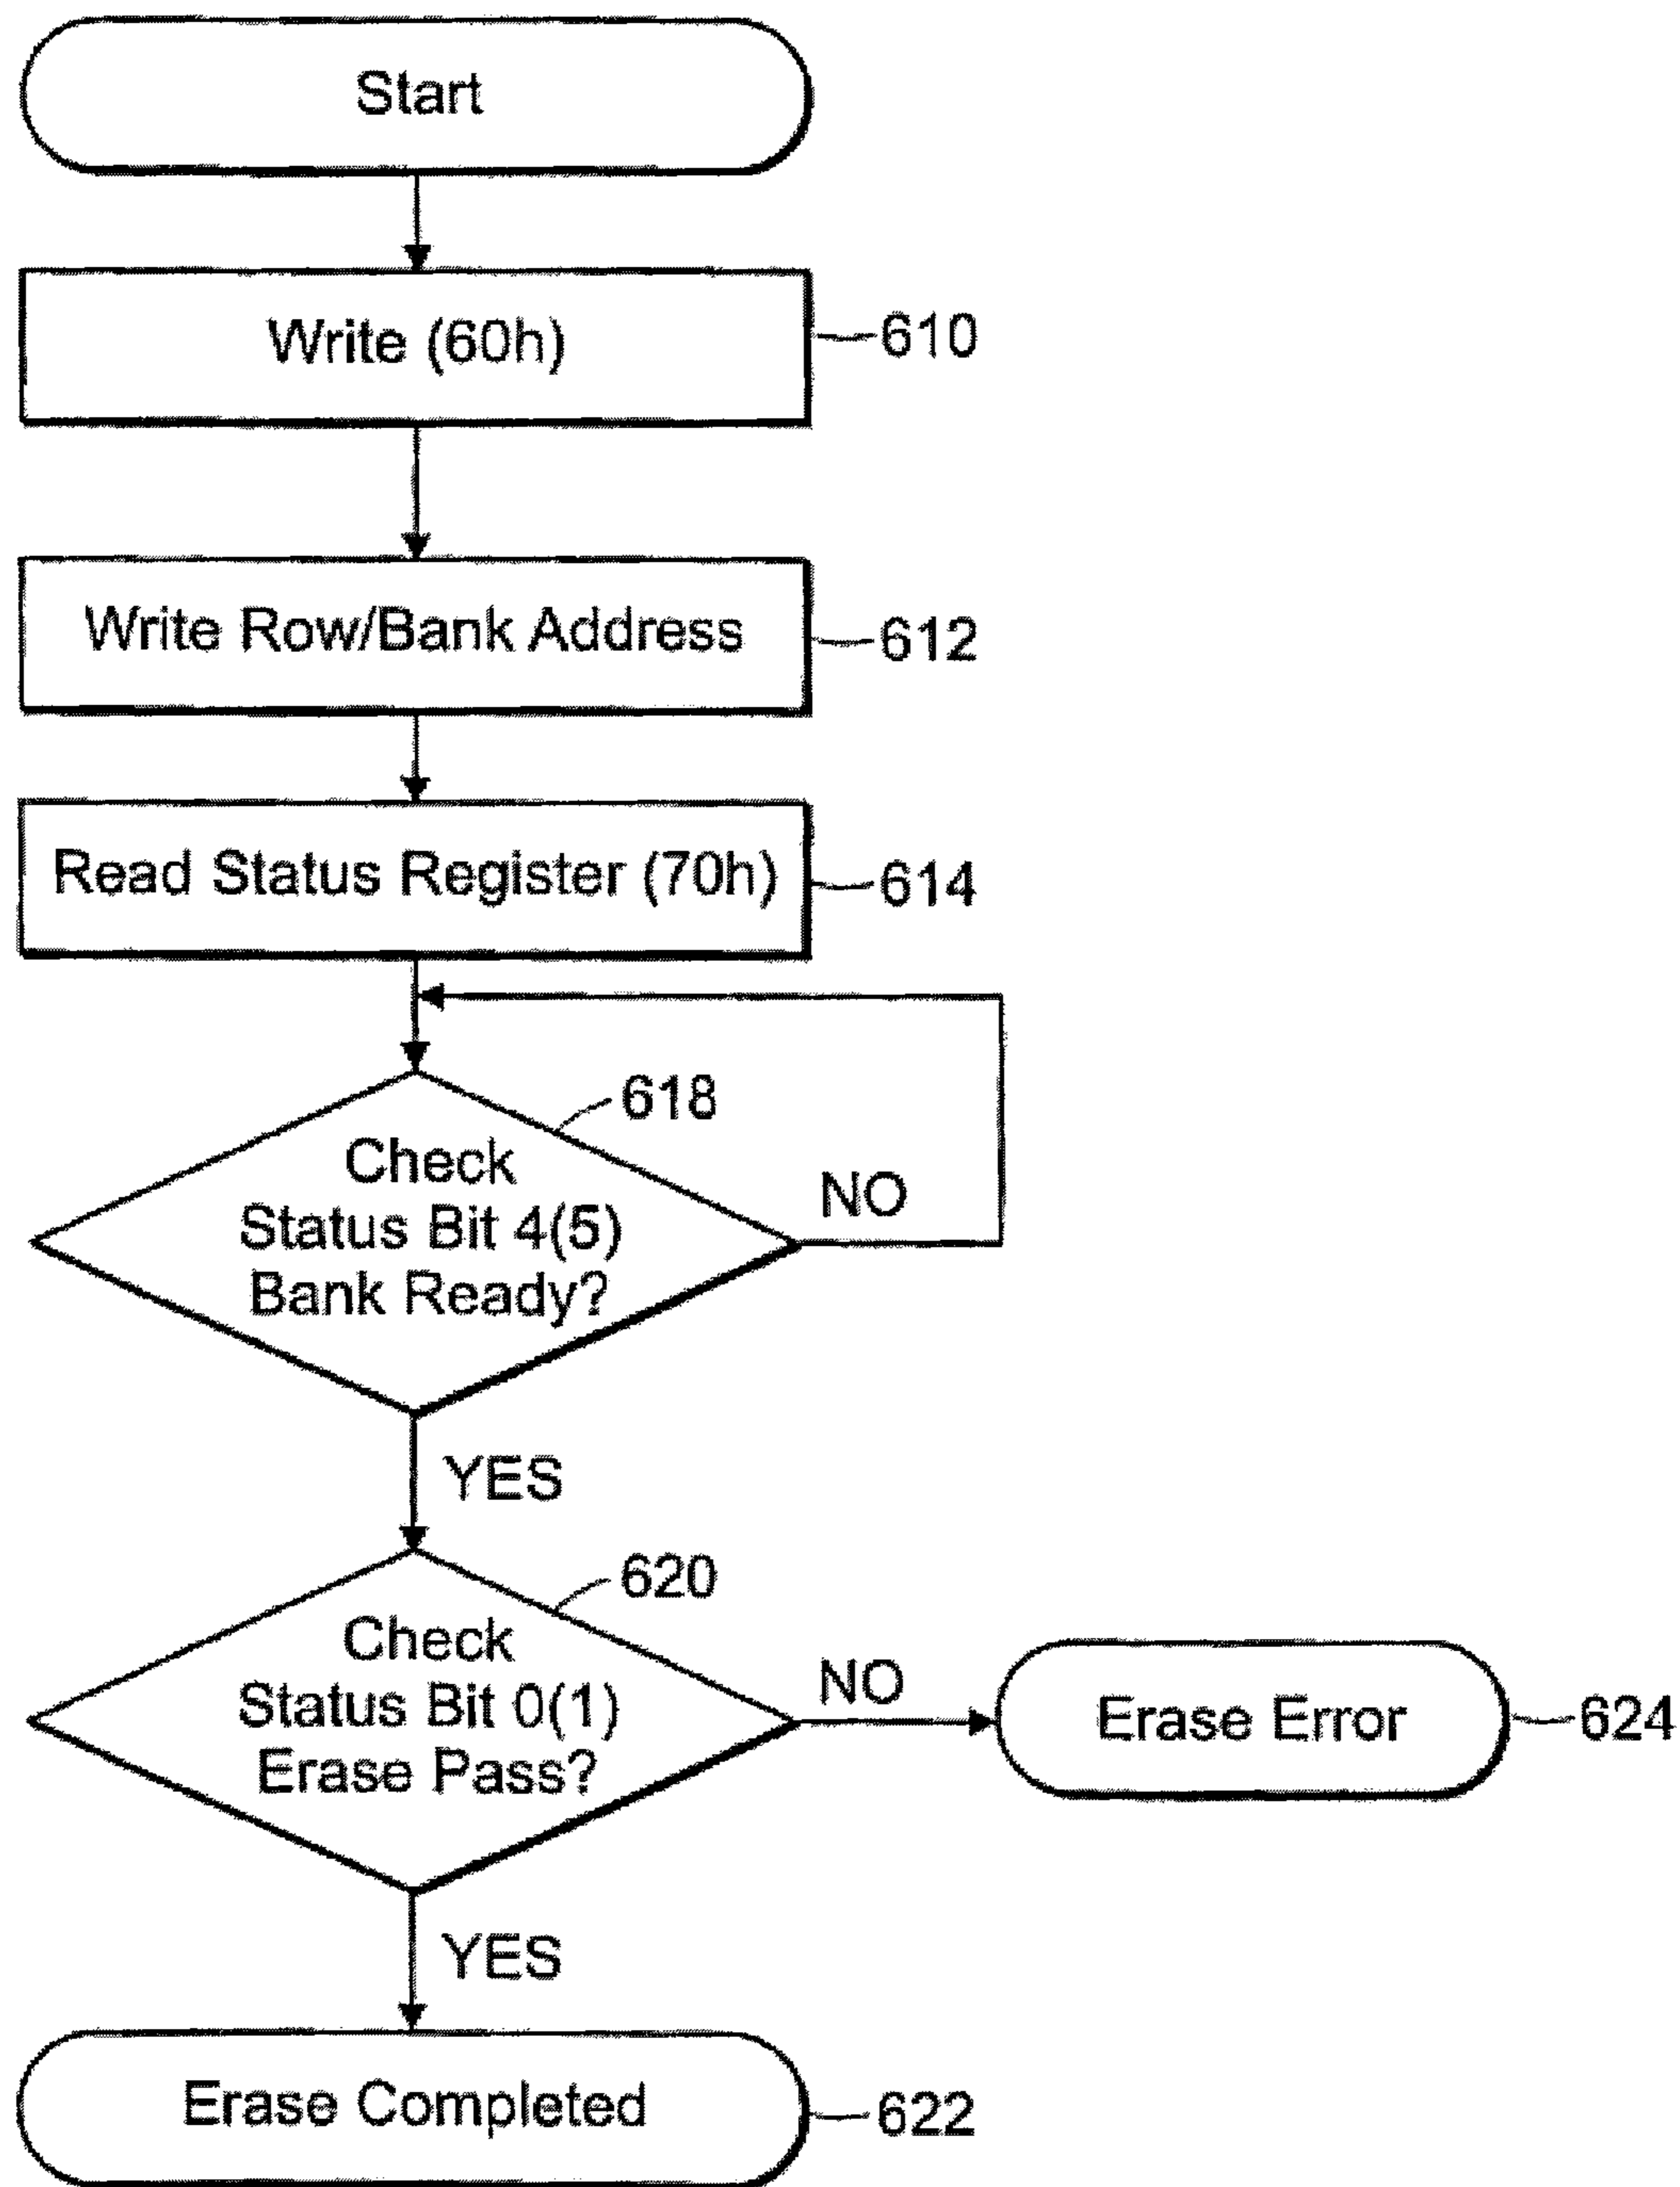 Start
Write (60h)
610
Write Row/Bank Address
612
Read Status Register (70h)
614
618
Check
Status Bit 4(5)
Bank Ready?
NO
YES
620
Check
Status Bit 0(1)
Erase Pass?
NO
Erase Error
624
YES
Erase Completed
622